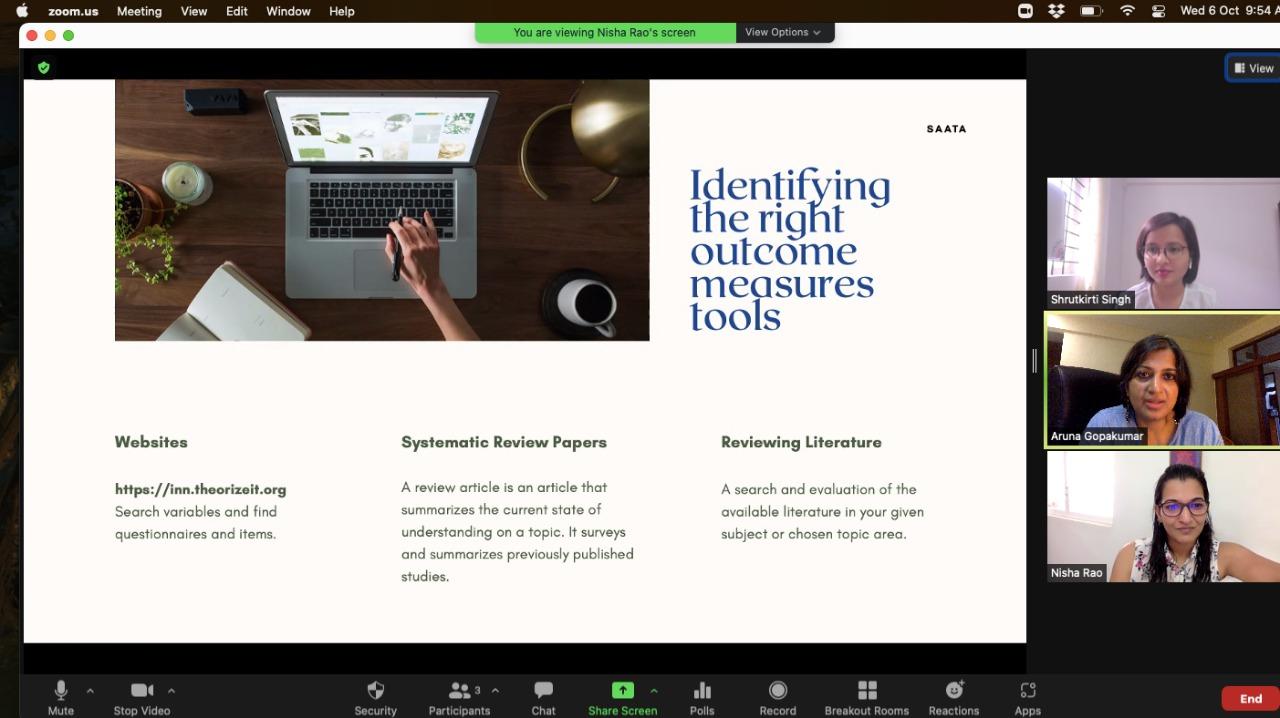 zoom.us Meeting View Edit Window Help
Wed 6 Oct 9:54
You are viewing Nisha Rao's screen
View Options
View
SAATA
Identifying
the right
outcome
measures
tools
Websites
https://inn.theorizeit.org
Search variables and find
questionnaires and items.
Systematic Review Papers
A review article is an article that
summarizes the current state of
understanding on a topic. It surveys
and summarizes previously published
studies.
Reviewing Literature
A search and evaluation of the
available literature in your given
subject or chosen topic area.
Shrutkirti Singh
Aruna Gopakumar
Nisha Rao
Mute
Stop Video
Security
3
Participants
Chat
Share Screen
Polls
Record
Breakout Rooms
Reactions
Apps
End